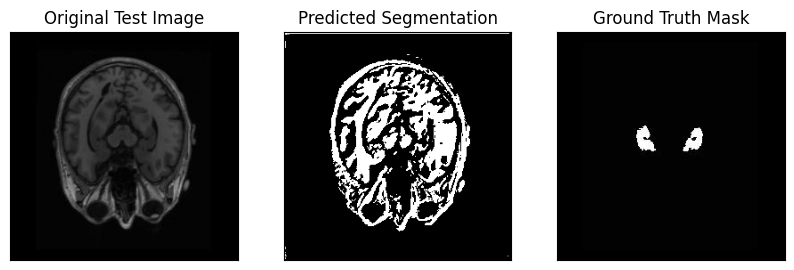 Original Test Image
Predicted Segmentation
Ground Truth Mask